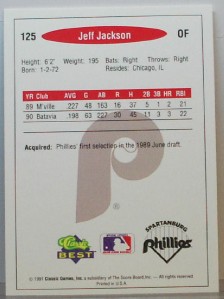 125 Jeff Jackson OF
Height: 6'2" Weight: 195 Bats: Right Throws: Right
Born: 1-2-72 Resides: Chicago, IL
YR Club AVG G AB R H 2B 3B HR RBI
89 M'ville .227 48 163 16 37 5 1 2 21
90 Batavia .198 63 227 30 45 11 3 3 22
Acquired: Phillies' first selection in the 1989 June draft.
P
Classic BEST
SPARTANBURG
Phillies
© 1991 Classic Games, Inc. a subsidiary of The Score Board Inc. All rights reserved.
Printed in U.S.A.